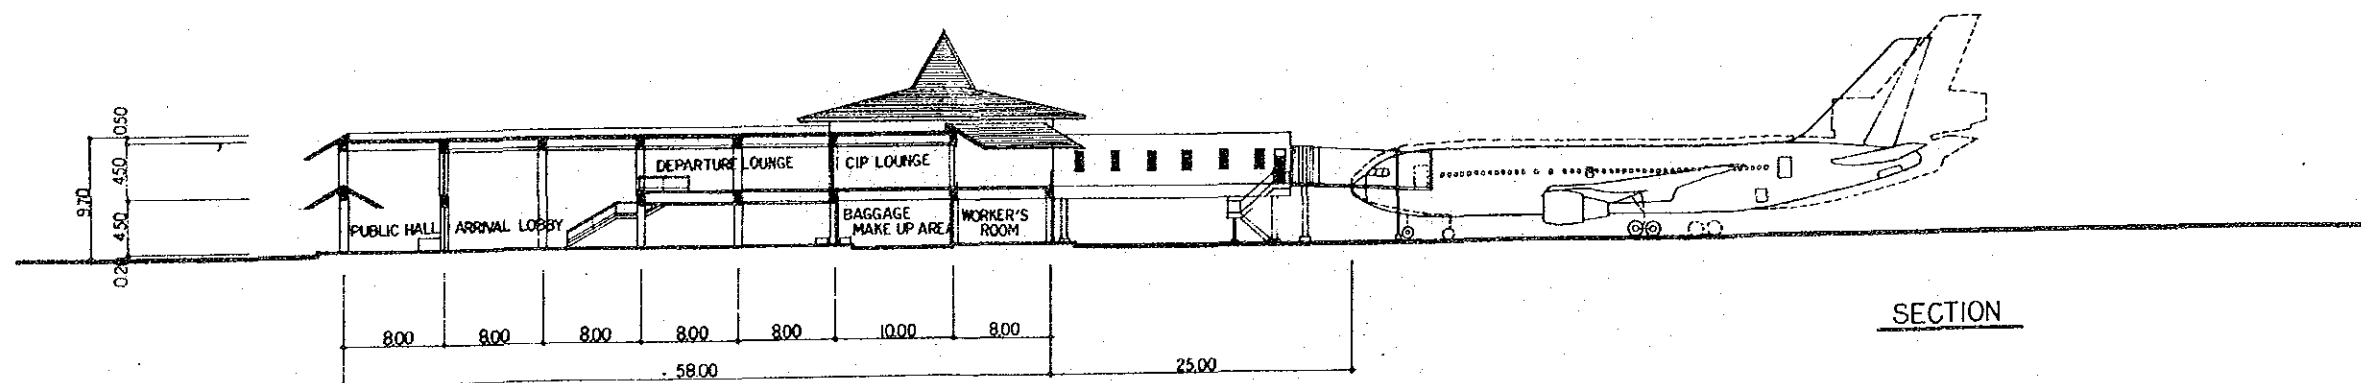 0.50
4.50
9.70
4.50
0.20
DEPARTURE LOUNGE
CIP LOUNGE
PUBLIC HALL
ARRIVAL LOBBY
BAGGAGE
MAKE UP AREA
WORKER'S
ROOM
SECTION
8.00
8.00
8.00
8.00
8.00
10.00
8.00
58.00
25.00